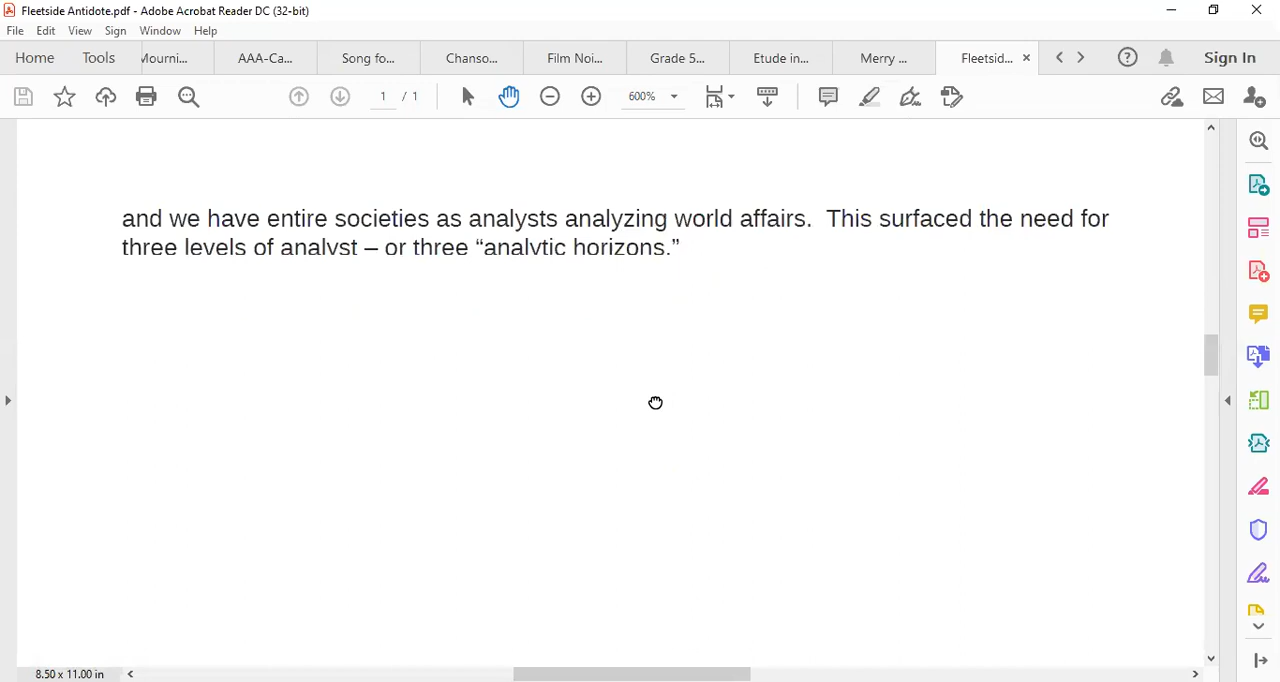 Fleetside Antidote.pdf - Adobe Acrobat Reader DC (32-bit)
File Edit View Sign Window Help
Home Tools Mourni... AAA-Ca... Song fo... Chanso... Film Noi... Grade 5... Etude in... Merry ... Fleetsid... × Sign In
1 / 1 600%
and we have entire societies as analysts analyzing world affairs.  This surfaced the need for
three levels of analyst – or three “analytic horizons.”
8.50 x 11.00 in